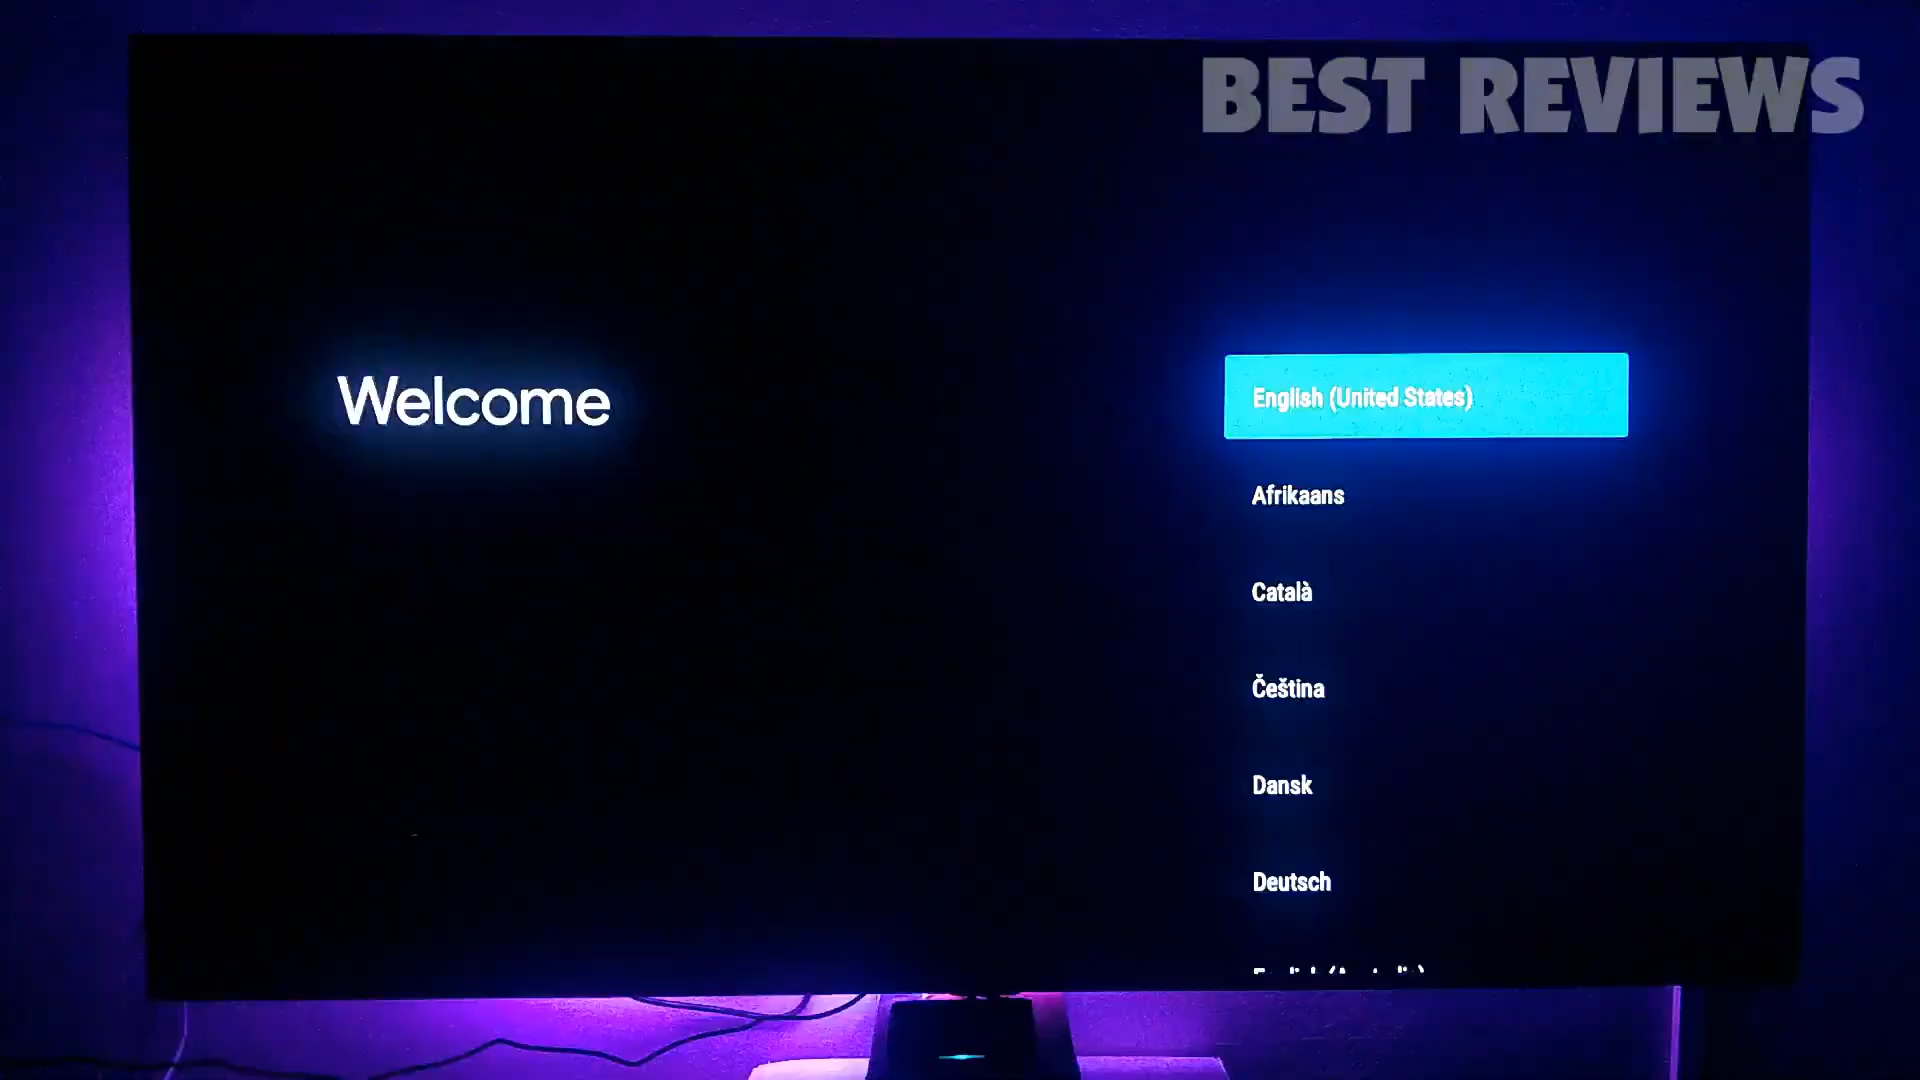 BEST REVIEWS
Welcome
English (United States)
Afrikaans
Català
Čeština
Dansk
Deutsch